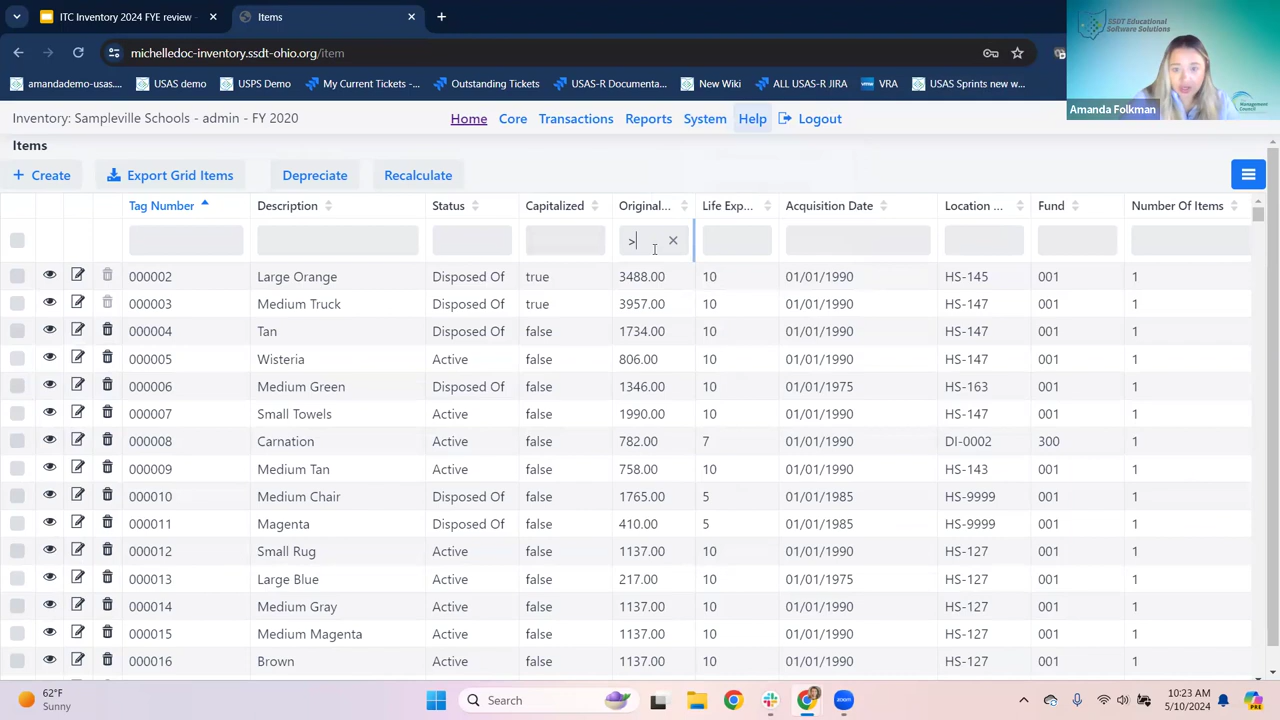 ITC Inventory 2024 FYE review -
Items
michelledoc-inventory.ssdt-ohio.org/item
amandademo-usas....
USAS demo
USPS Demo
My Current Tickets -...
Outstanding Tickets
USAS-R Documenta...
New Wiki
ALL USAS-R JIRA
VRA
USAS Sprints new w...
SSDT Educational
Software Solutions
Management
Council
Amanda Folkman
Inventory: Sampleville Schools - admin - FY 2020
Home Core Transactions Reports System Help Logout
Items
+ Create Export Grid Items Depreciate Recalculate
Tag Number Description Status Capitalized Original... Life Exp... Acquisition Date Location ... Fund Number Of Items
>
000002 Large Orange Disposed Of true 3488.00 10 01/01/1990 HS-145 001 1
000003 Medium Truck Disposed Of true 3957.00 10 01/01/1990 HS-147 001 1
000004 Tan Disposed Of false 1734.00 10 01/01/1990 HS-147 001 1
000005 Wisteria Active false 806.00 10 01/01/1990 HS-147 001 1
000006 Medium Green Disposed Of false 1346.00 10 01/01/1975 HS-163 001 1
000007 Small Towels Active false 1990.00 10 01/01/1990 HS-147 001 1
000008 Carnation Active false 782.00 7 01/01/1990 DI-0002 300 1
000009 Medium Tan Active false 758.00 10 01/01/1990 HS-143 001 1
000010 Medium Chair Disposed Of false 1765.00 5 01/01/1985 HS-9999 001 1
000011 Magenta Disposed Of false 410.00 5 01/01/1985 HS-9999 001 1
000012 Small Rug Active false 1137.00 10 01/01/1990 HS-127 001 1
000013 Large Blue Active false 217.00 10 01/01/1975 HS-127 001 1
000014 Medium Gray Active false 1137.00 10 01/01/1990 HS-127 001 1
000015 Medium Magenta Active false 1137.00 10 01/01/1990 HS-127 001 1
000016 Brown Active false 1137.00 10 01/01/1990 HS-127 001 1
62°F
Sunny
Search
zoom
10:23 AM
5/10/2024
PRE